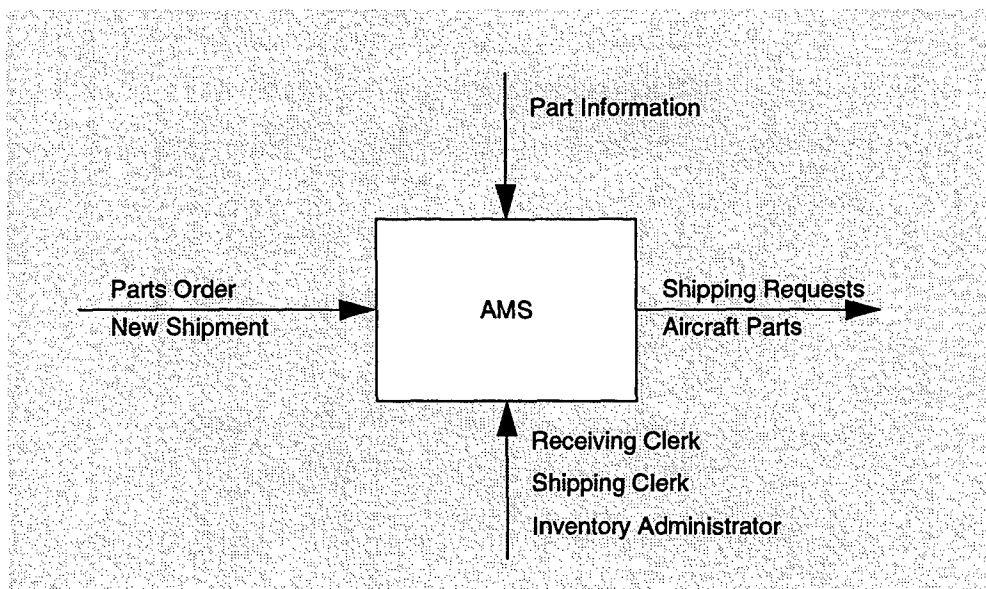 Part Information
Parts Order
New Shipment
AMS
Shipping Requests
Aircraft Parts
Receiving Clerk
Shipping Clerk
Inventory Administrator